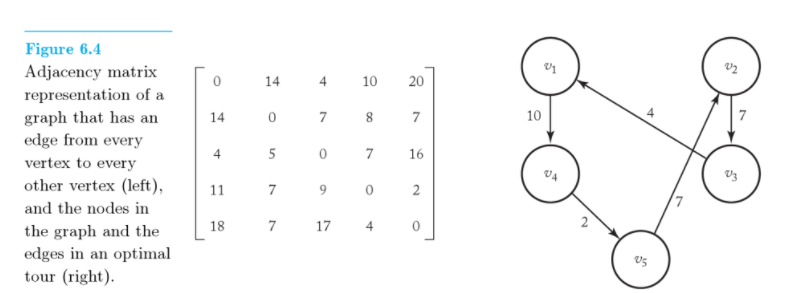 Figure 6.4
Adjacency matrix
representation of a
graph that has an
edge from every
vertex to every
other vertex (left),
and the nodes in
the graph and the
edges in an optimal
tour (right).
0 14 4 10 20
14 0 7 8 7
4 5 0 7 16
11 7 9 0 2
18 7 17 4 0
v1
v2
10
4
7
v4
v3
2
7
v5